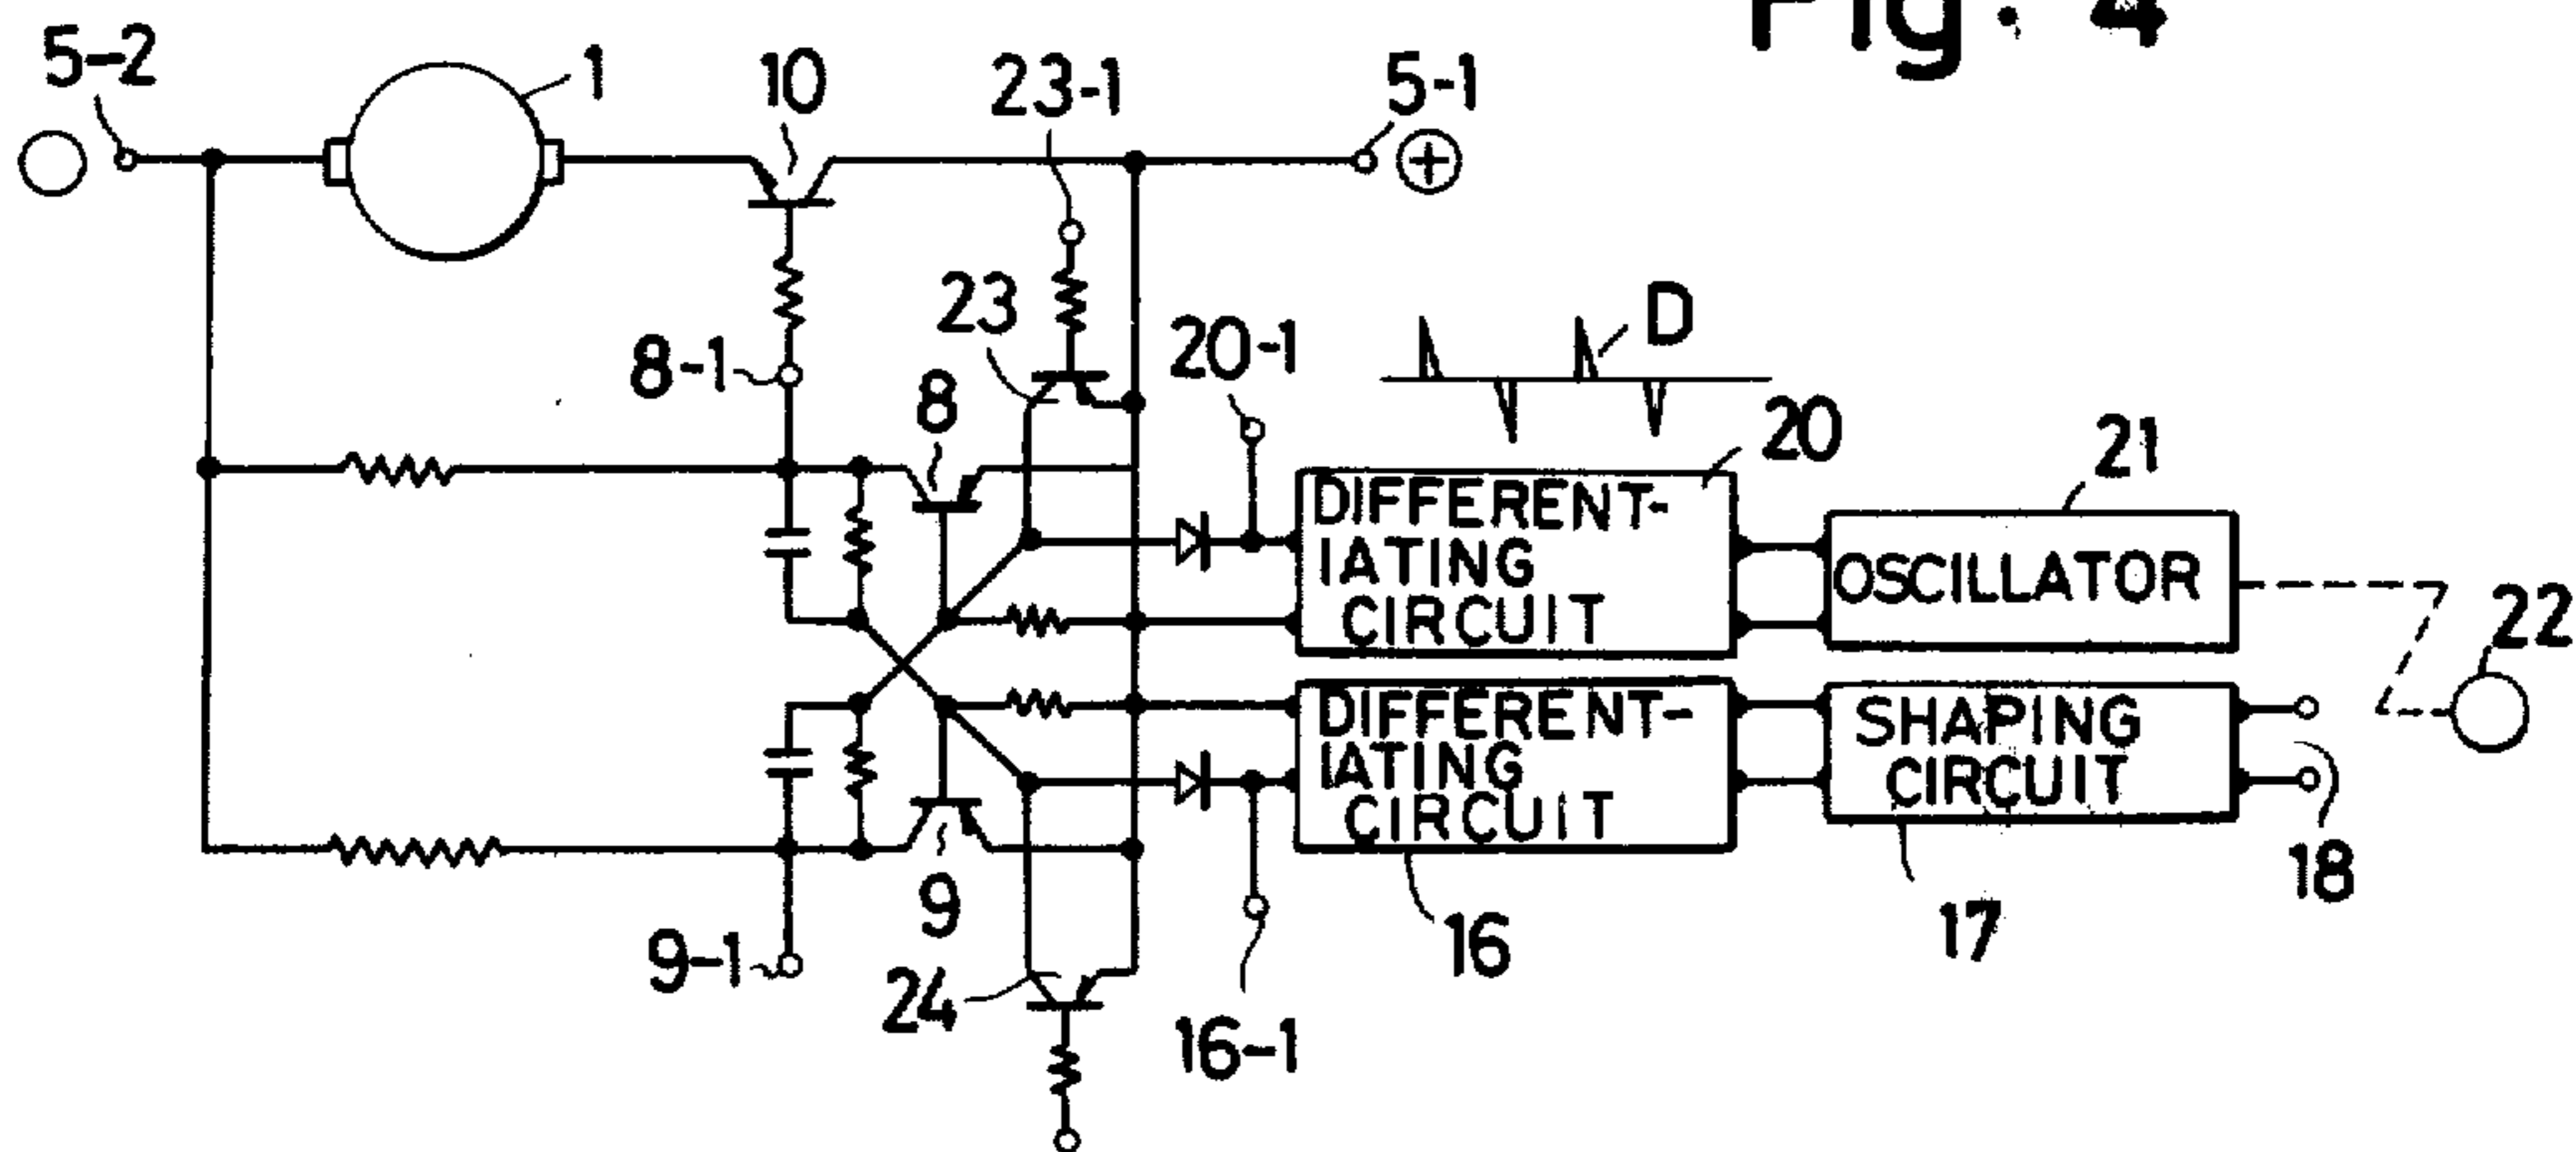 Fig. 4
5-2
1
10
23-1
5-1
+
23
20-1
D
8-1
8
20
21
DIFFERENT-
IATING
CIRCUIT
OSCILLATOR
22
DIFFERENT-
IATING
CIRCUIT
SHAPING
CIRCUIT
18
9
9-1
16
17
24
16-1